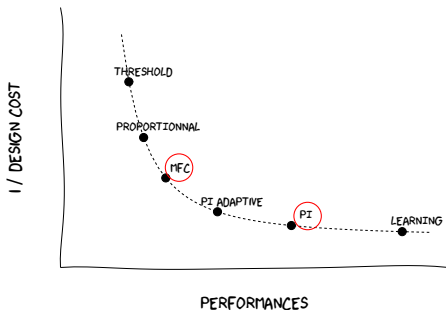 THRESHOLD
PROPORTIONNAL
MFC
PI ADAPTIVE
PI
LEARNING
1 / DESIGN COST
PERFORMANCES